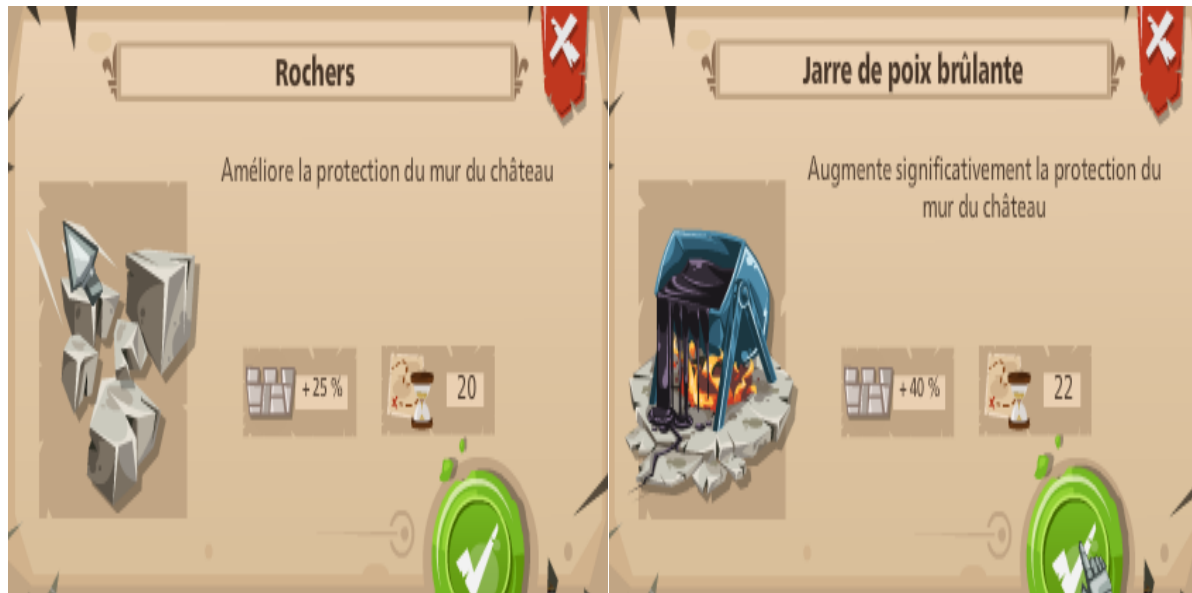 Rochers
Améliore la protection du mur du château
+25 %
20
Jarre de poix brûlante
Augmente significativement la protection du
mur du château
+40 %
22